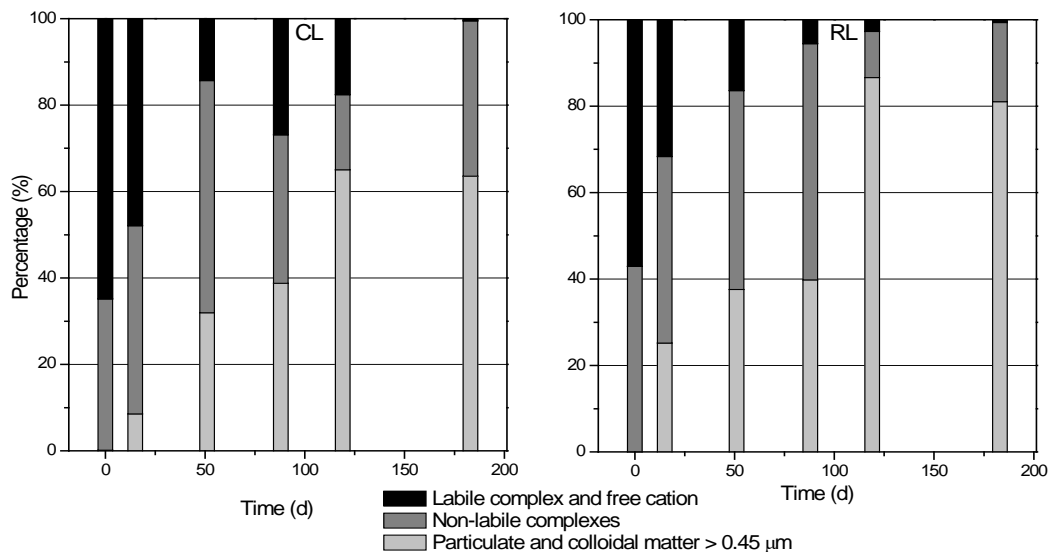 CL
100
80
60
40
20
0
Percentage (%)
0 50 100 150 200
Time (d)
RL
100
80
60
40
20
0
0 50 100 150 200
Time (d)
Labile complex and free cation
Non-labile complexes
Particulate and colloidal matter > 0.45 μm